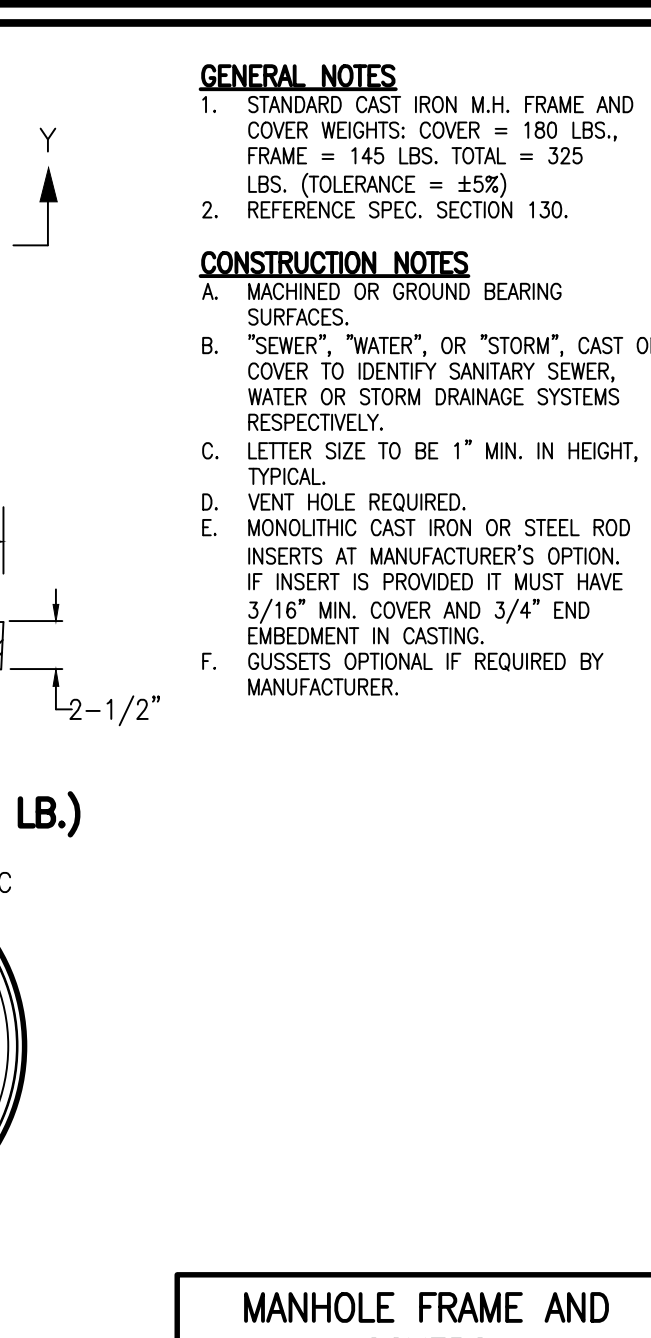 GENERAL NOTES
1. STANDARD CAST IRON M.H. FRAME AND
COVER WEIGHTS: COVER = 180 LBS.,
FRAME = 145 LBS. TOTAL = 325
LBS. (TOLERANCE = ±5%)
2. REFERENCE SPEC. SECTION 130.
CONSTRUCTION NOTES
A. MACHINED OR GROUND BEARING
SURFACES.
B. "SEWER", "WATER", OR "STORM", CAST
COVER TO IDENTIFY SANITARY SEWER,
WATER OR STORM DRAINAGE SYSTEMS
RESPECTIVELY.
C. LETTER SIZE TO BE 1" MIN. IN HEIGHT,
TYPICAL.
D. VENT HOLE REQUIRED.
E. MONOLITHIC CAST IRON OR STEEL ROD
INSERTS AT MANUFACTURER'S OPTION.
IF INSERT IS PROVIDED IT MUST HAVE
3/16" MIN. COVER AND 3/4" END
EMBEDMENT IN CASTING.
F. GUSSETS OPTIONAL IF REQUIRED BY
MANUFACTURER.
Y
2-1/2"
LB.)
C
MANHOLE FRAME AND